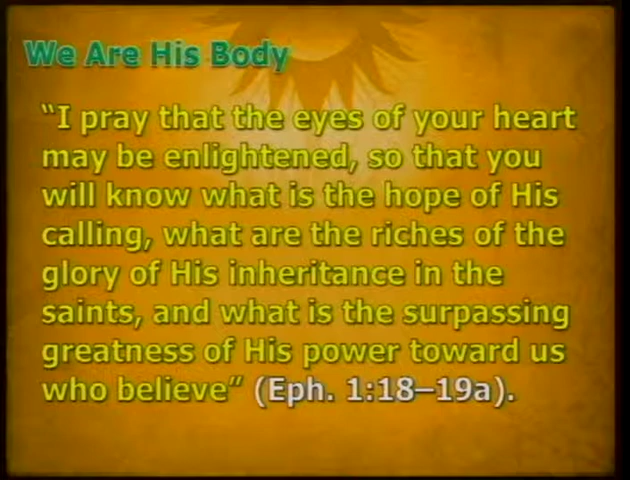 We Are His Body
“I pray that the eyes of your heart
may be enlightened, so that you
will know what is the hope of His
calling, what are the riches of the
glory of His inheritance in the
saints, and what is the surpassing
greatness of His power toward us
who believe” (Eph. 1:18–19a).